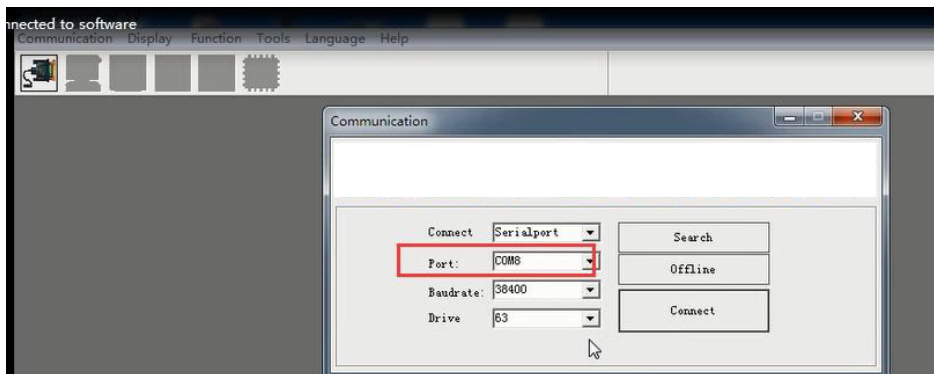 nnected to software
Communication Display Function Tools Language Help
Communication
Connect Serialport
Search
Port: COM8
Offline
Baudrate: 38400
Connect
Drive 63